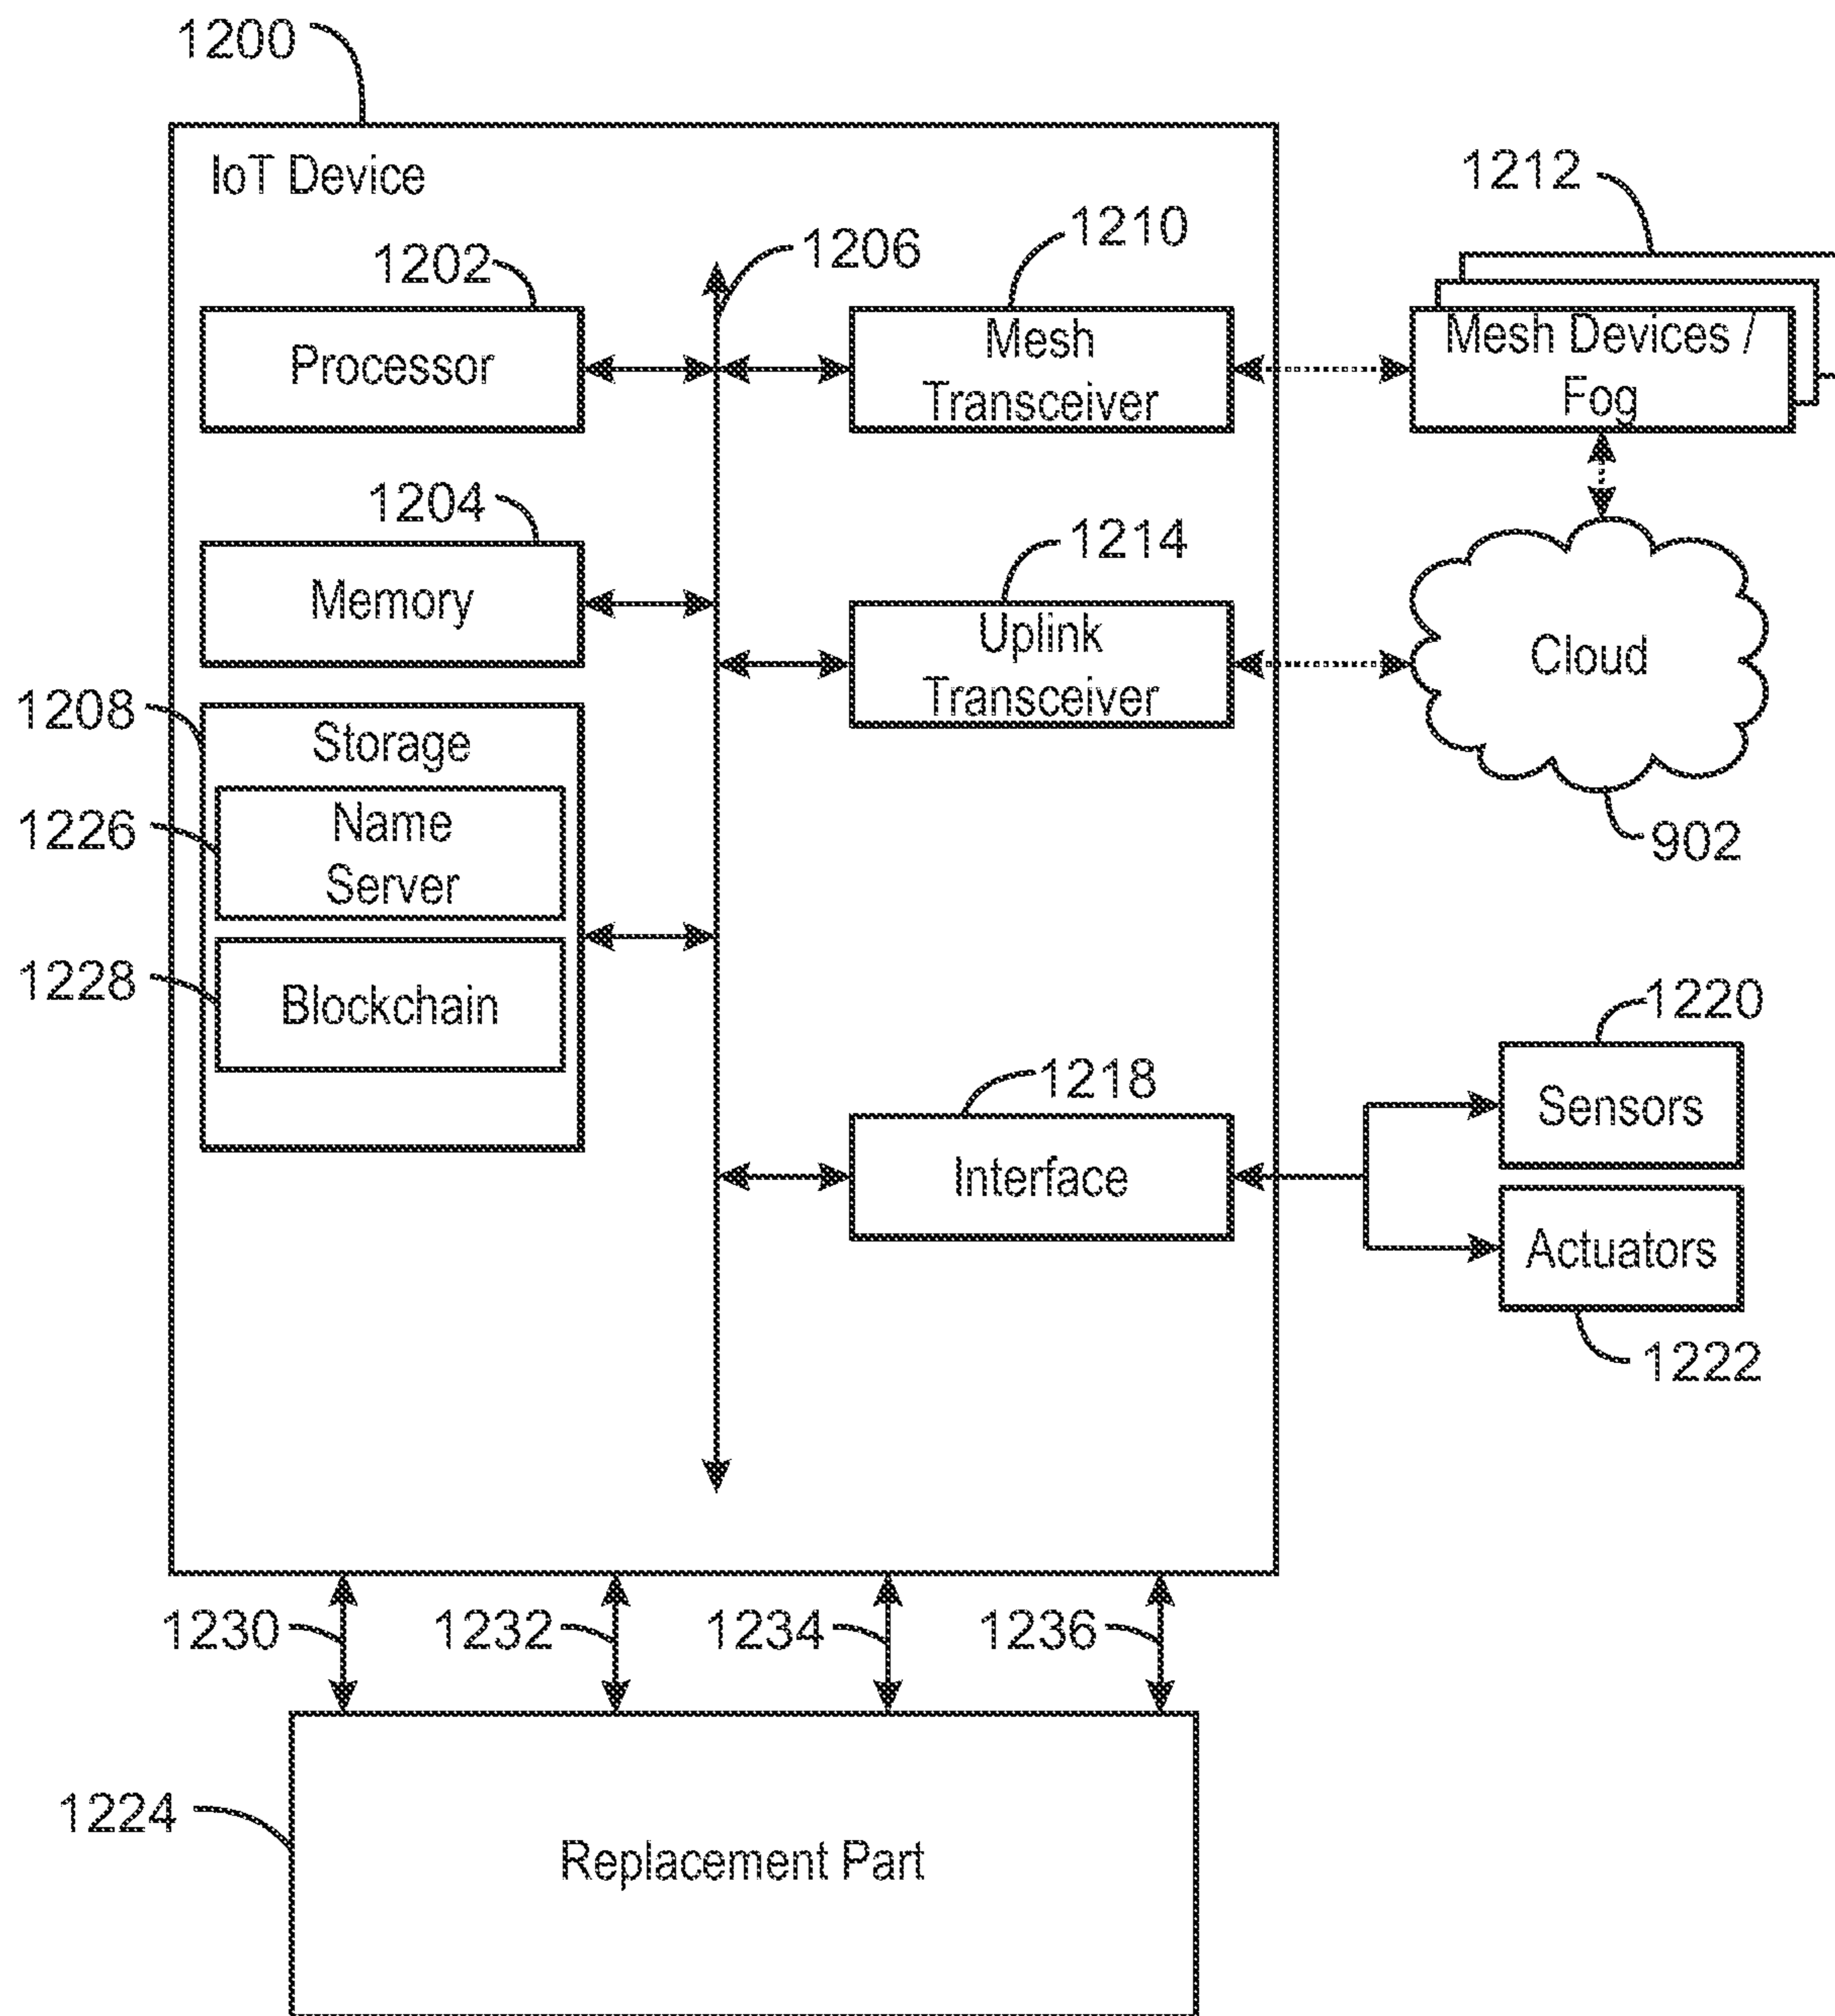 1200
IoT Device
1212
1210
1206
1202
Processor
Mesh
Transceiver
Mesh Devices /
Fog
1204
1214
Memory
Uplink
Transceiver
Cloud
1208
Storage
1226
Name
Server
902
1228
Blockchain
1220
1218
Sensors
Interface
Actuators
1222
1230
1232
1234
1236
1224
Replacement Part